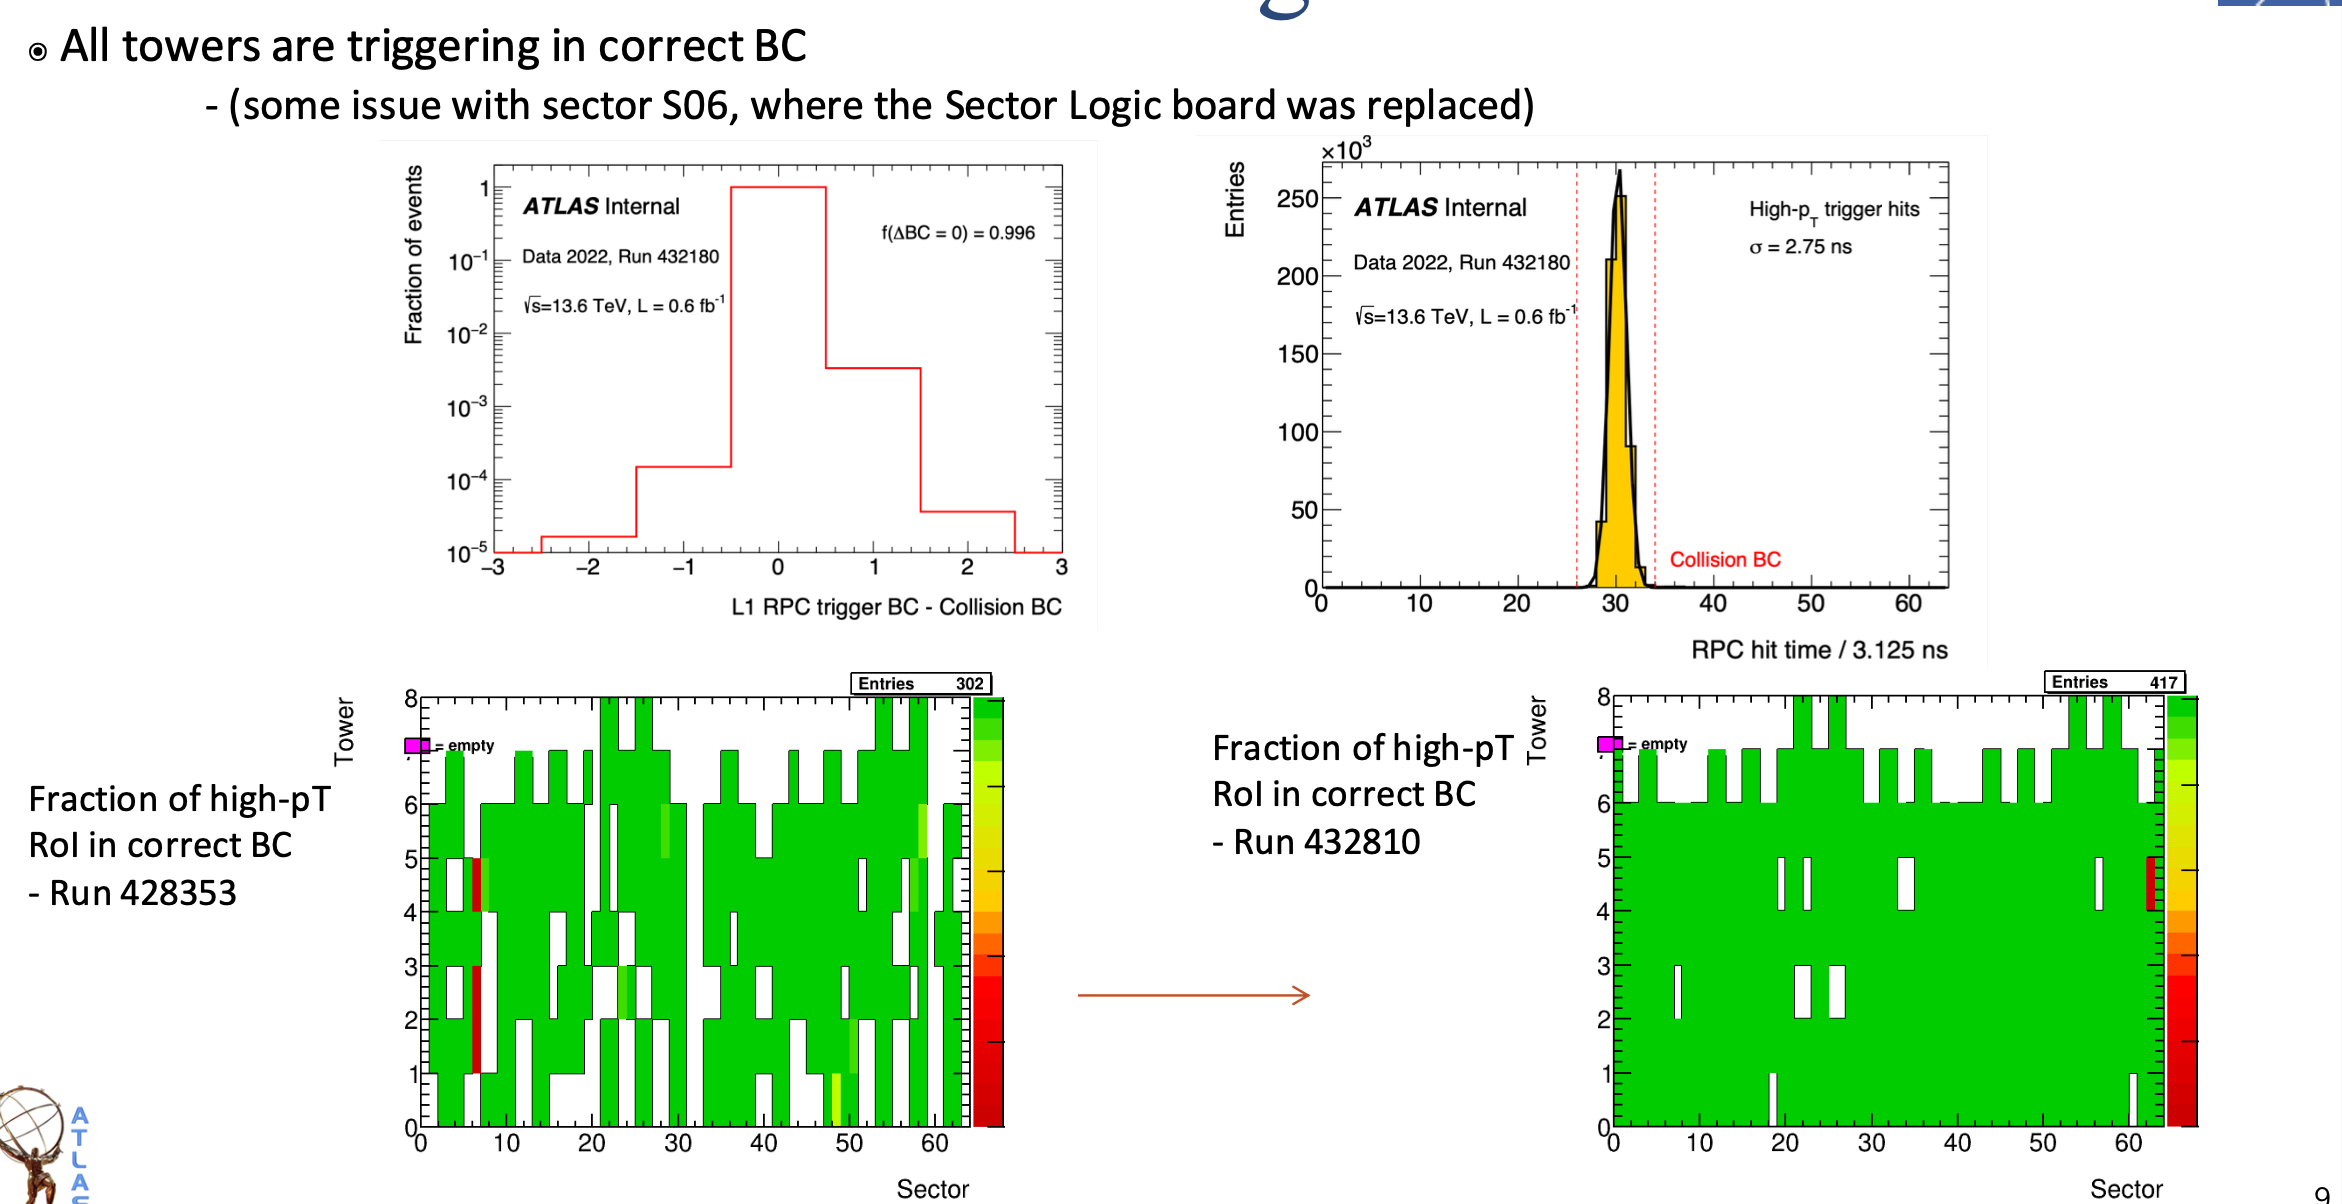 All towers are triggering in correct BC
- (some issue with sector S06, where the Sector Logic board was replaced)
Fraction of events
1
10⁻¹
10⁻²
10⁻³
10⁻⁴
10⁻⁵
ATLAS Internal
Data 2022, Run 432180
√s=13.6 TeV, L = 0.6 fb⁻¹
f(ΔBC = 0) = 0.996
−3 −2 −1 0 1 2 3
L1 RPC trigger BC - Collision BC
×10³
Entries
250
200
150
100
50
0
ATLAS Internal
Data 2022, Run 432180
√s=13.6 TeV, L = 0.6 fb⁻¹
High-p_T trigger hits
σ = 2.75 ns
Collision BC
0 10 20 30 40 50 60
RPC hit time / 3.125 ns
Fraction of high-pT
RoI in correct BC
- Run 428353
Entries 302
Tower
8
= empty
6
5
4
3
2
1
0
0 10 20 30 40 50 60
Sector
Fraction of high-pT
RoI in correct BC
- Run 432810
Entries 417
Tower
8
= empty
6
5
4
3
2
1
0
0 10 20 30 40 50 60
Sector
A
T
L
A